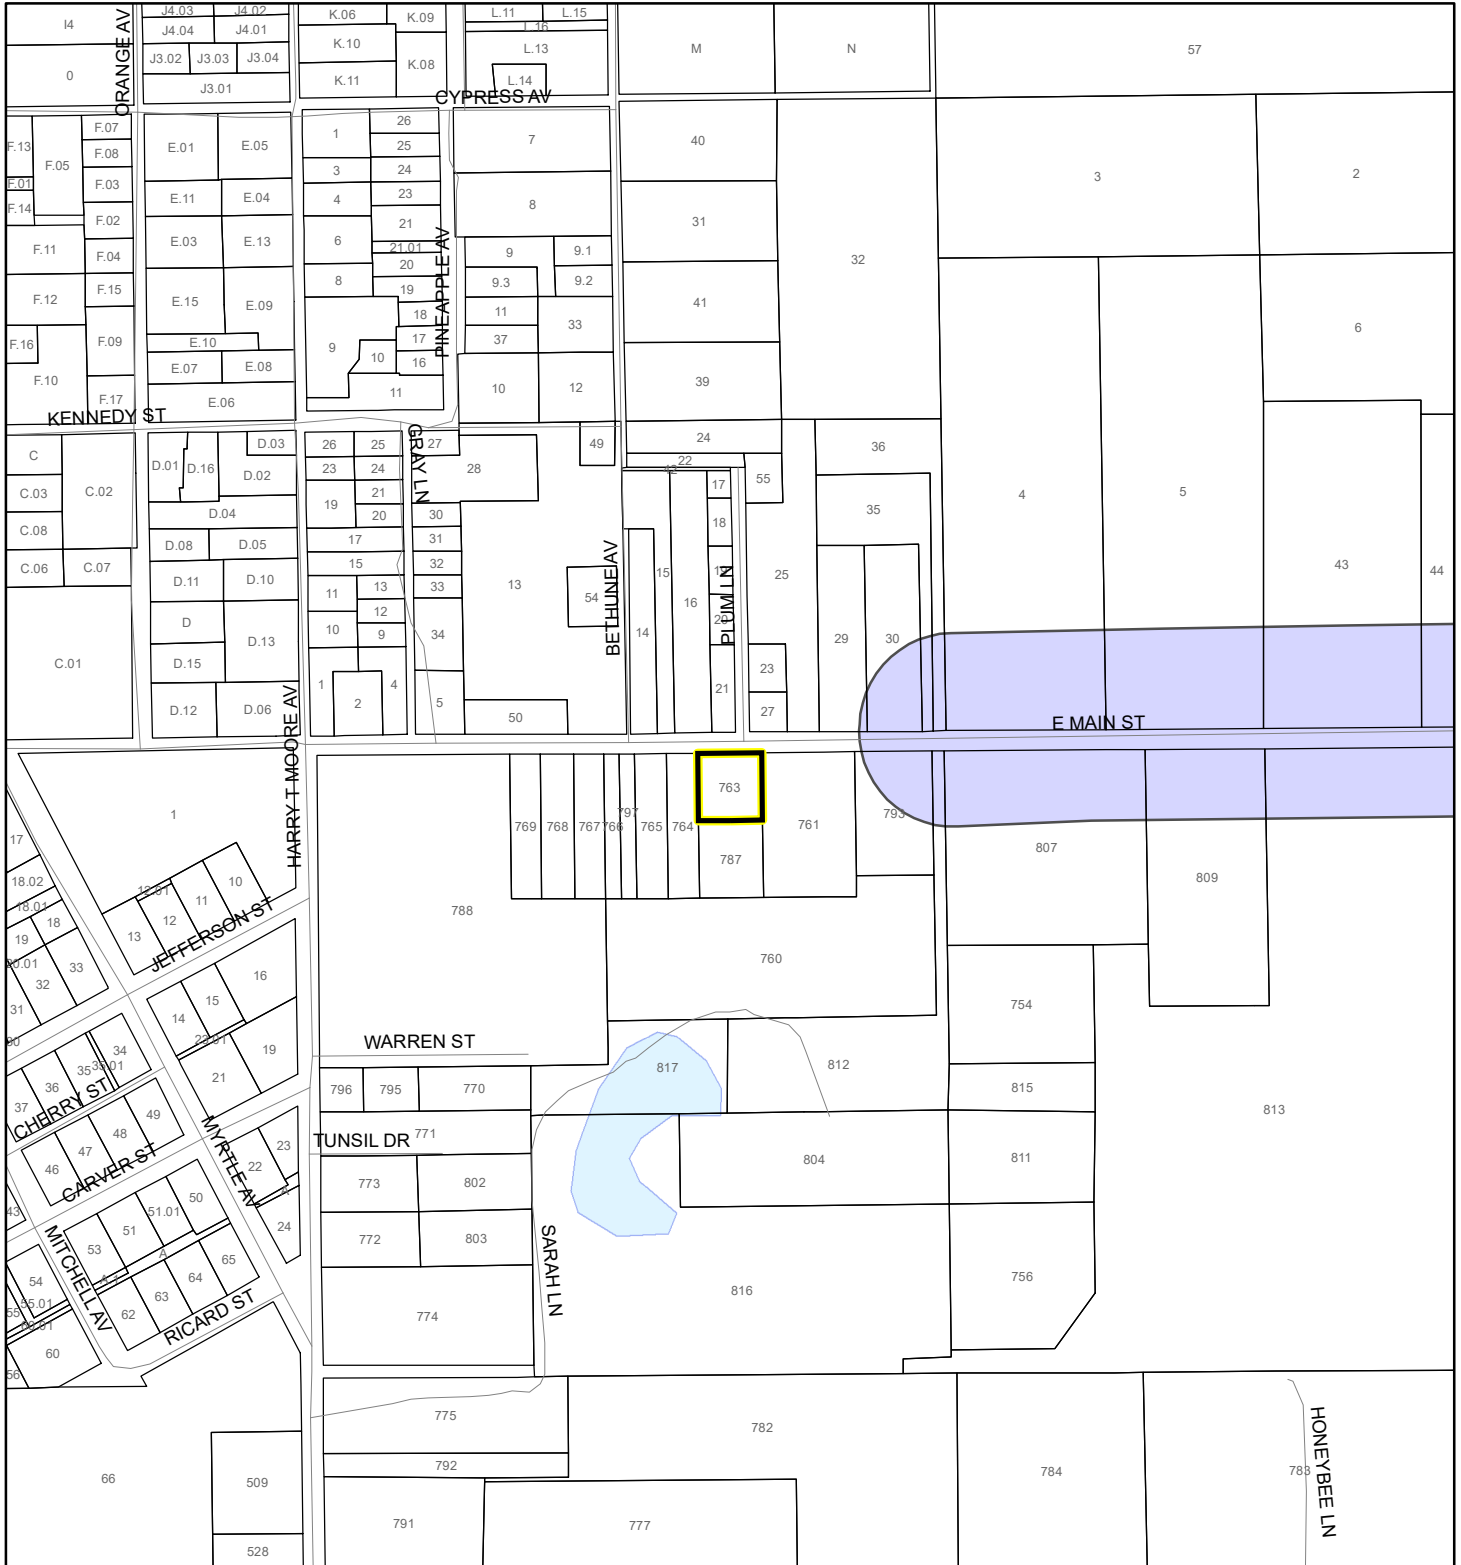 I4
J4.03
J4.02
K.06
K.09
L.11
L.15
L.16
J4.04
J4.01
K.10
L.13
M
N
57
0
ORANGE AV
J3.02
J3.03
J3.04
K.11
K.08
L.14
J3.01
CYPRESS AV
F.13
F.05
F.07
F.08
E.01
E.05
1
26
25
7
40
3
2
F.01
F.03
3
24
F.14
F.02
E.11
E.04
4
23
8
31
F.11
F.04
E.03
E.13
6
21
21.01
PINEAPPLE AV
9
9.1
32
F.12
F.15
E.15
E.09
8
20
19
9.3
9.2
41
6
F.16
F.09
E.10
9
18
17
11
33
37
F.10
E.07
E.08
10
16
10
12
39
F.17
E.06
11
KENNEDY ST
C
C.02
D.01
D.16
D.03
26
25
GRAY LN
27
28
49
24
36
22
42
C.03
D.02
23
24
17
55
4
5
C.08
D.04
19
21
20
30
18
35
C.06
C.07
D.08
D.05
17
31
13
BETHUNE AV
15
25
43
44
D.11
D.10
15
32
19
PLUM LN
11
13
33
54
16
D
12
20
C.01
D.13
10
9
34
14
29
30
D.15
23
D.12
D.06
1
2
4
5
50
21
27
HARRY T MOORE AV
E MAIN ST
1
763
17
769
768
767
766
797
765
764
761
793
18.02
10
787
807
809
18.01
12.01
11
19
18
12
788
13
JEFFERSON ST
20.01
33
760
32
16
31
15
14
754
30
34
23.01
WARREN ST
19
36
35
35.01
21
796
795
770
817
812
37
CHERRY ST
815
49
813
48
MYRTLE AV
TUNSIL DR
771
47
23
46
CARVER ST
22
804
811
A
773
802
43
50
51.01
24
51
772
803
SARAH LN
53
A
65
MITCHELL AV
54
A.1
64
756
55.01
63
816
55
62
RICARD ST
774
60.01
60
56
775
HONEYBEE LN
782
792
66
509
784
783
791
777
528